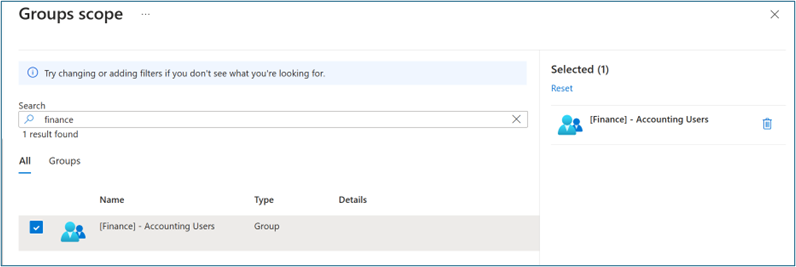 Groups scope ...
Try changing or adding filters if you don't see what you're looking for.
Search
finance
1 result found
All Groups
Name Type Details
[Finance] - Accounting Users Group
Selected (1)
Reset
[Finance] - Accounting Users